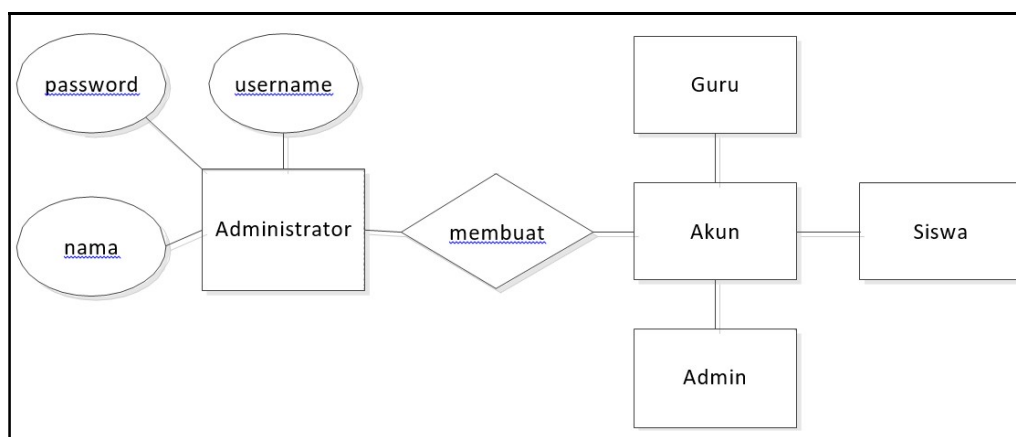 password
username
Guru
nama
Administrator
membuat
Akun
Siswa
Admin